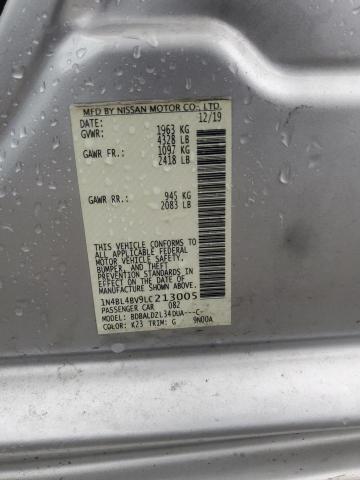 MFD BY NISSAN MOTOR CO., LTD.
DATE: 12/19
GVWR: 1963 KG
4328 LB
GAWR FR.: 1097 KG
2418 LB
GAWR RR: 945 KG
2083 LB
THIS VEHICLE CONFORMS TO ALL
APPLICABLE FEDERAL
MOTOR VEHICLE SAFETY,
BUMPER, AND THEFT
PREVENTION STANDARDS
IN EFFECT ON THE DATE OF
MANUFACTURE SHOWN ABOVE.
1N4BL4BV9LC213005
PASSENGER CAR 082
MODEL: BDBALDZL34DUA---C-
COLOR: K23 TRIM: G 9N00A